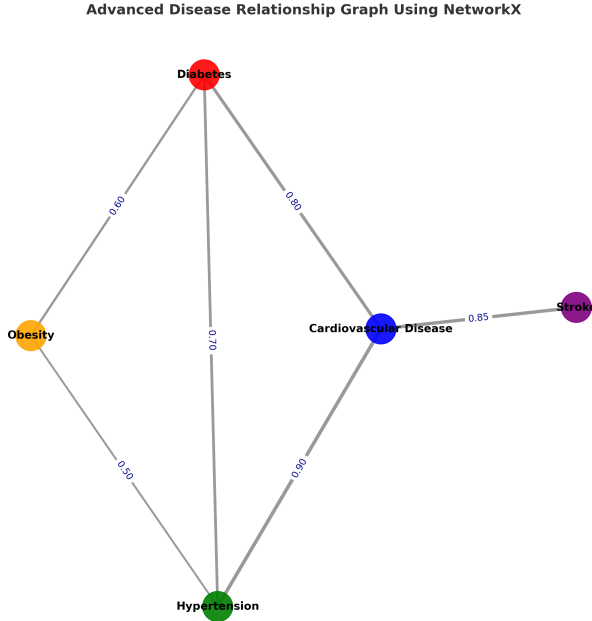 Advanced Disease Relationship Graph Using NetworkX
Diabetes
0.60
0.80
Strok
0.85
Cardiovascular Disease
Obesity
0.70
0.50
0.90
Hypertension